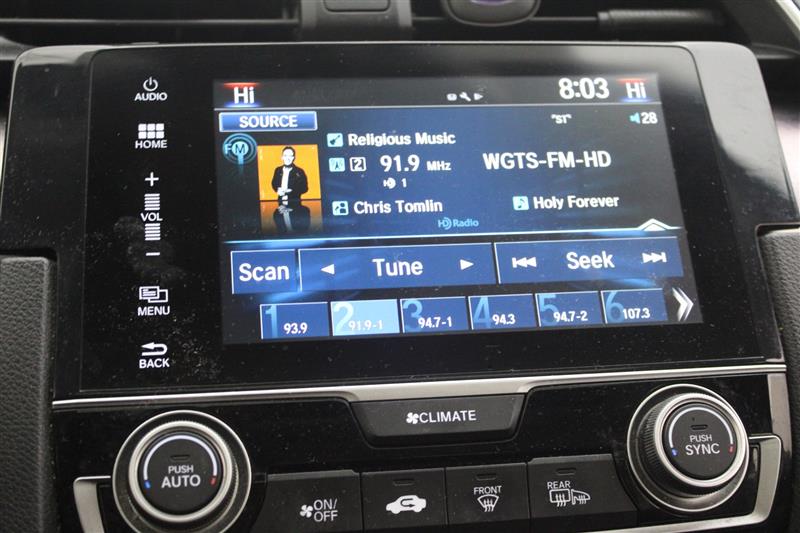 AUDIO
HOME
+
VOL
−
MENU
BACK
Hi 8:03 Hi
SOURCE "ST" 28
FM
Religious Music
2 91.9 MHz WGTS-FM-HD
HD 1
Chris Tomlin Holy Forever
HD Radio
Scan Tune Seek
1 93.9 2 91.9-1 3 94.7-1 4 94.3 5 94.7-2 6 107.3
CLIMATE
PUSH AUTO
ON/OFF
FRONT
REAR
PUSH SYNC